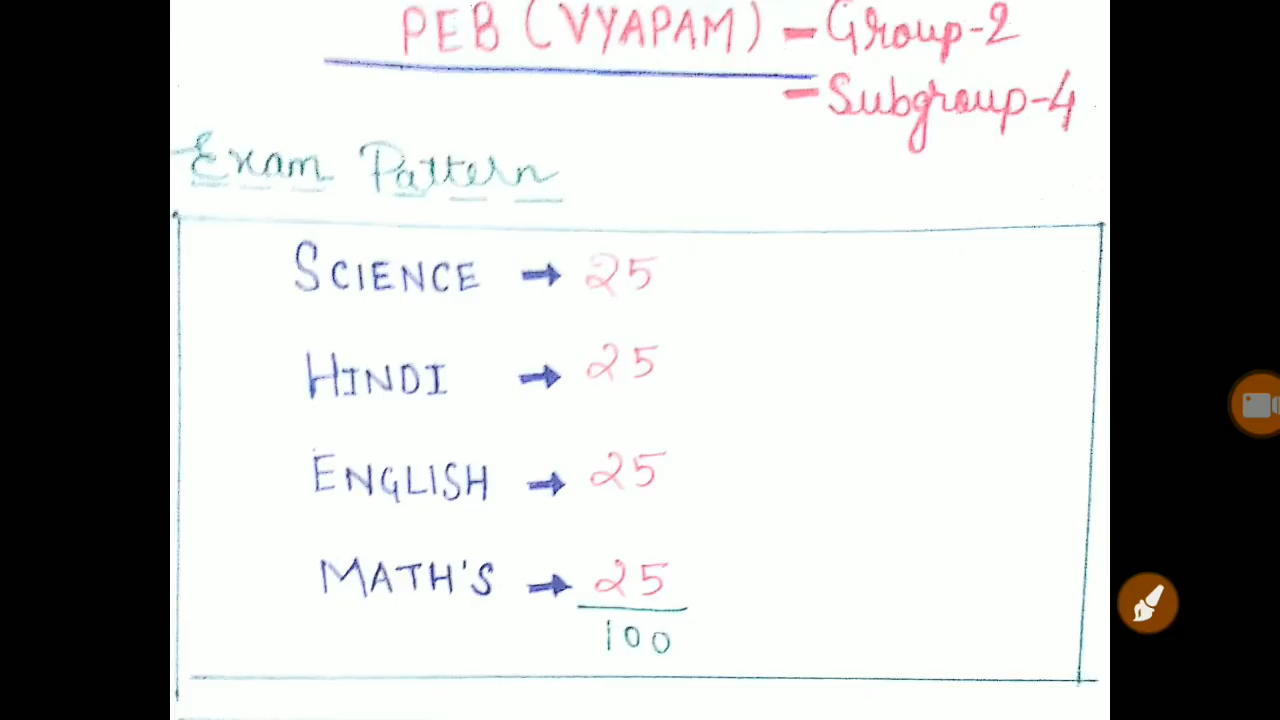 PEB (VYAPAM) - Group-2
- Subgroup-4
Exam Pattern
SCIENCE → 25
HINDI → 25
ENGLISH → 25
MATH'S → 25
100